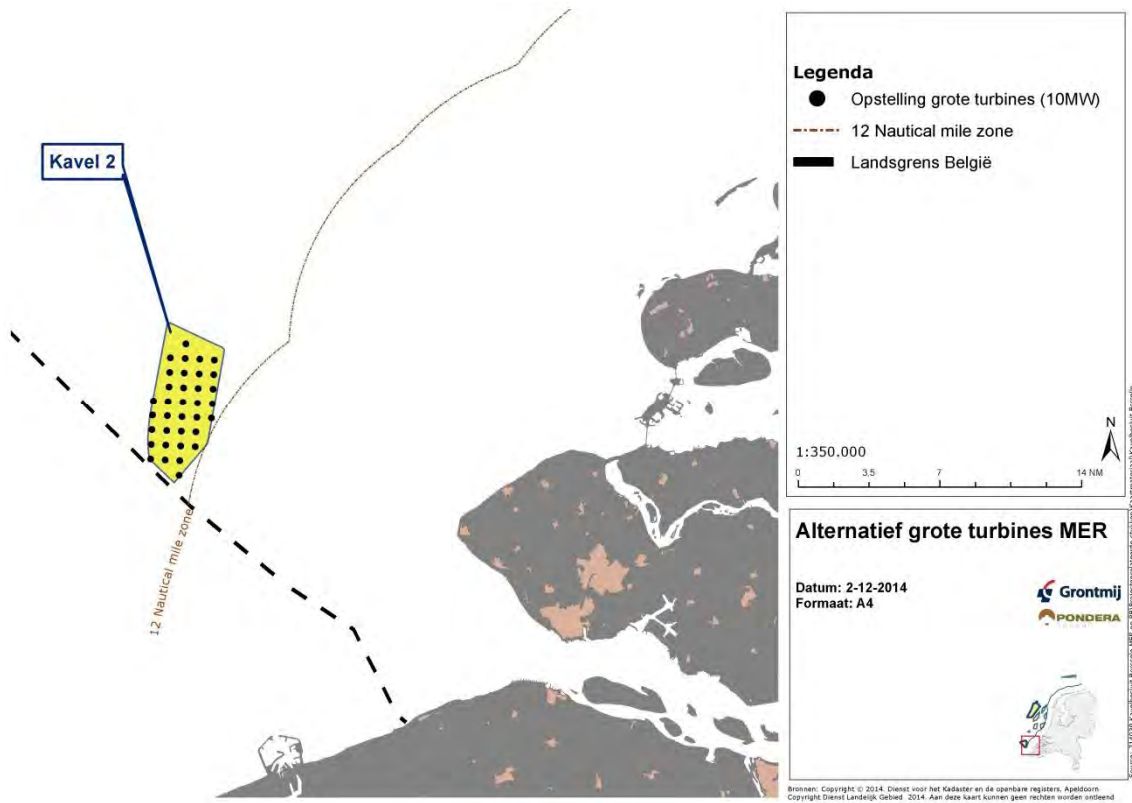 Kavel 2
12 Nautical mile zone
Legenda
Opstelling grote turbines (10MW)
12 Nautical mile zone
Landsgrens België
N
1:350.000
0 3,5 7 14 NM
Alternatief grote turbines MER
Datum: 2-12-2014
Formaat: A4
Grontmij
PONDERA
Bronnen: Copyright © 2014. Dienst voor het Kadaster en de openbare registers, Apeldoorn
Copyright Dienst Landelijk Gebied 2014. Aan deze kaart kunnen geen rechten worden ontleend